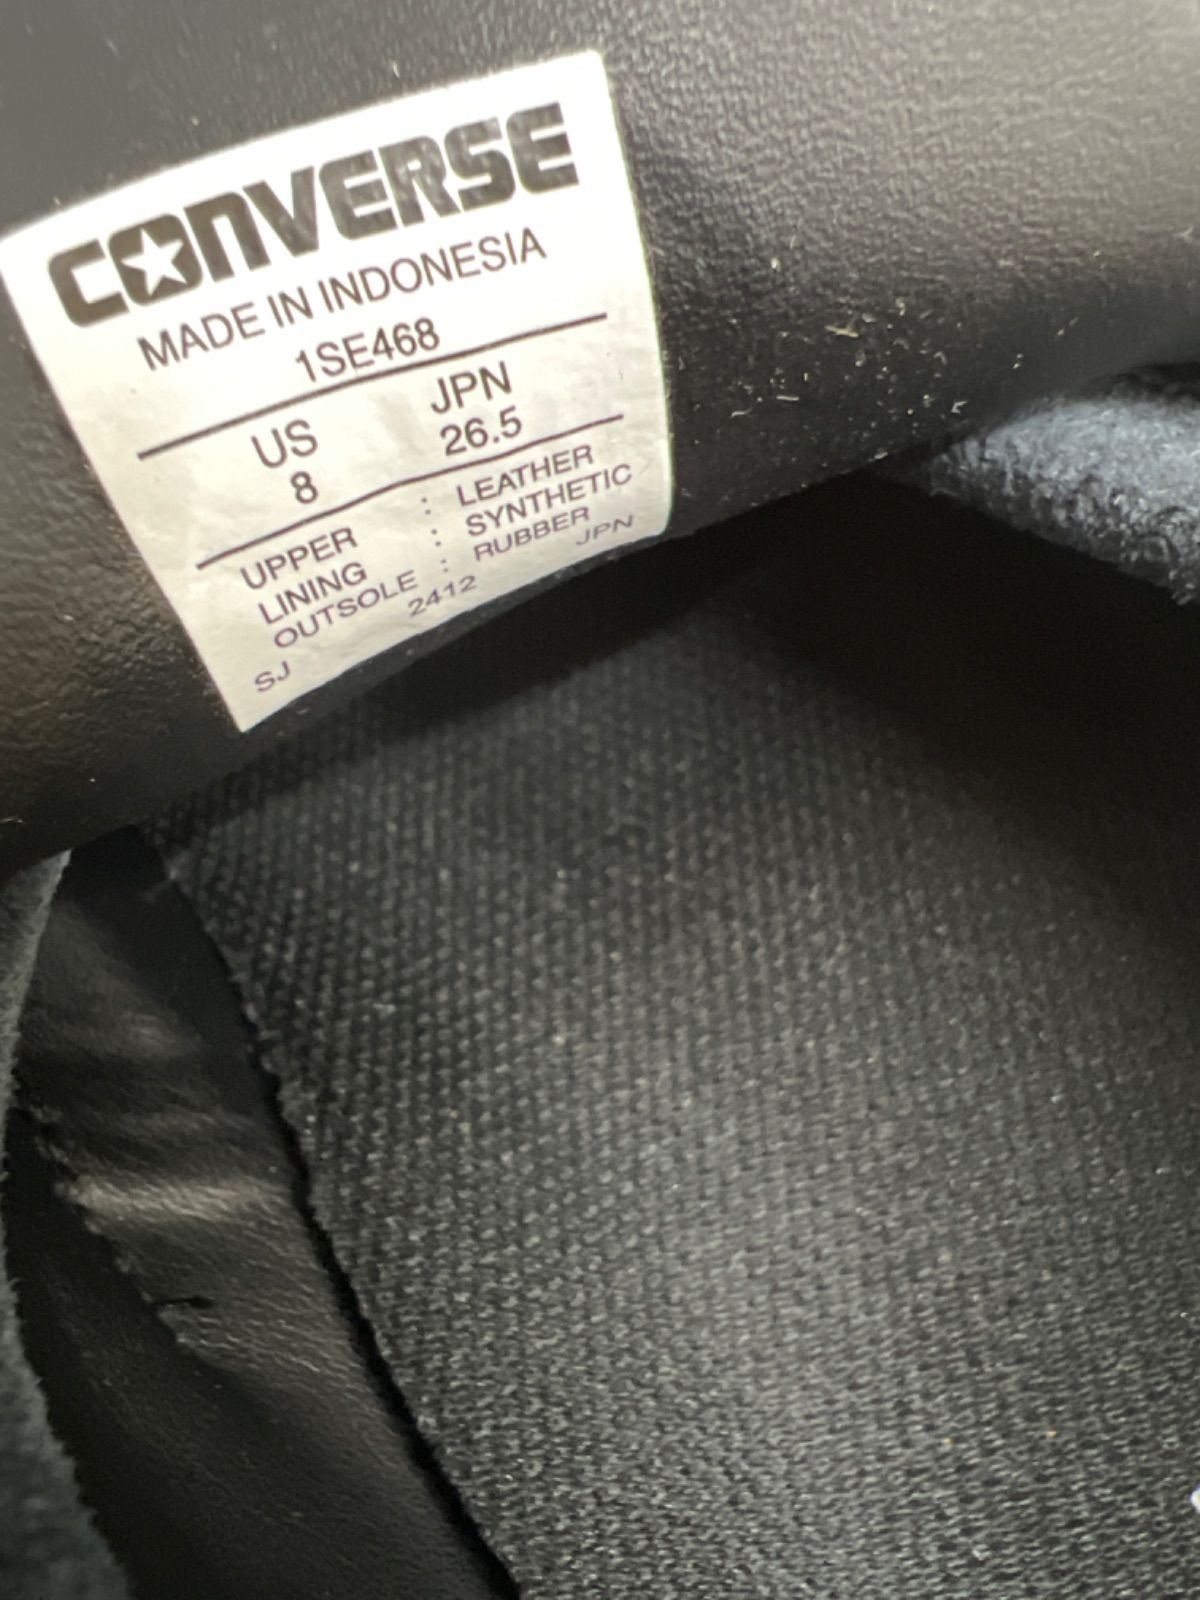 CONVERSE
MADE IN INDONESIA
1SE468
US JPN
8 26.5
UPPER : LEATHER
LINING : SYNTHETIC
OUTSOLE : RUBBER
SJ 2412 JPN